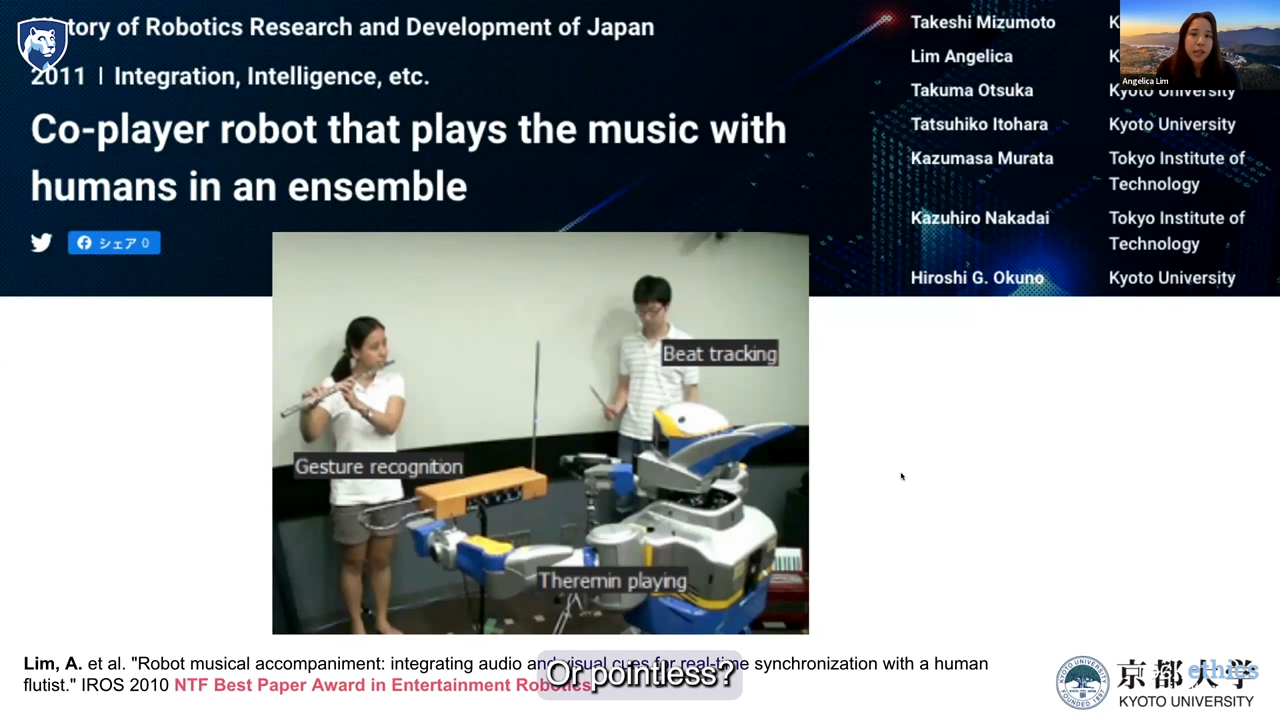 tory of Robotics Research and Development of Japan
2011 | Integration, Intelligence, etc.
Co-player robot that plays the music with
humans in an ensemble
シェア 0
Takeshi Mizumoto K
Lim Angelica K
Takuma Otsuka Kyoto University
Tatsuhiko Itohara Kyoto University
Kazumasa Murata Tokyo Institute of
Technology
Kazuhiro Nakadai Tokyo Institute of
Technology
Hiroshi G. Okuno Kyoto University
Angelica Lim
Beat tracking
Gesture recognition
Theremin playing
Lim, A. et al. "Robot musical accompaniment: integrating audio and visual cues for real-time synchronization with a human
flutist." IROS 2010 NTF Best Paper Award in Entertainment Robotics
Or pointless?
京都大学
ethics
KYOTO UNIVERSITY